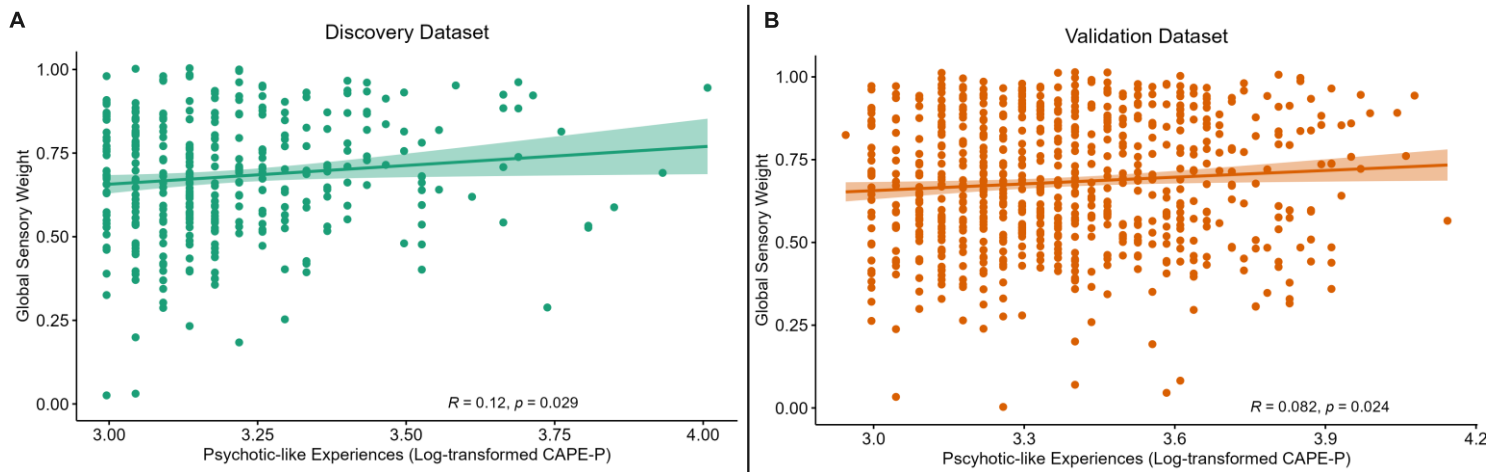 A
Discovery Dataset
Global Sensory Weight
1.00
0.75
0.50
0.25
0.00
R = 0.12, p = 0.029
3.00 3.25 3.50 3.75 4.00
Psychotic-like Experiences (Log-transformed CAPE-P)
B
Validation Dataset
Global Sensory Weight
1.00
0.75
0.50
0.25
0.00
R = 0.082, p = 0.024
3.0 3.3 3.6 3.9 4.2
Pscyhotic-like Experiences (Log-transformed CAPE-P)